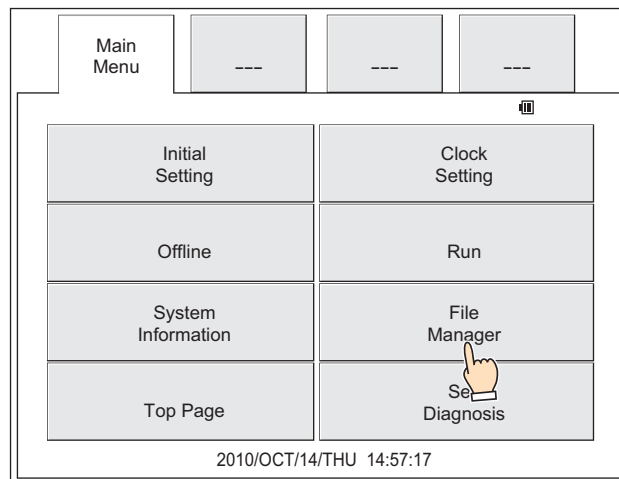 Main
Menu
---
---
---
Initial
Setting
Clock
Setting
Offline
Run
System
Information
File
Manager
Top Page
Se
Diagnosis
2010/OCT/14/THU 14:57:17